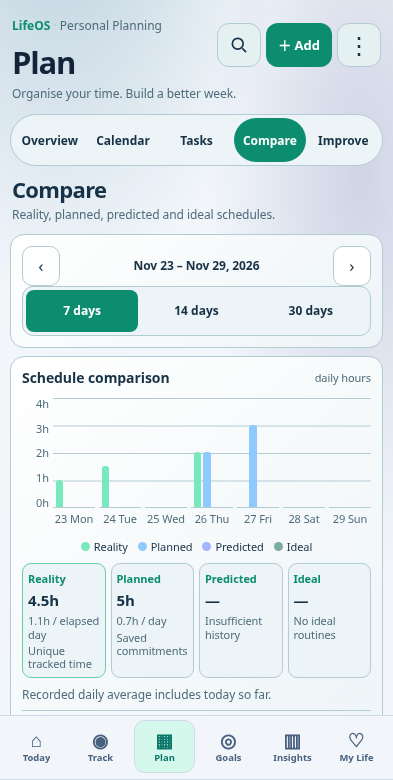 LifeOS Personal Planning
Plan
+ Add
Organise your time. Build a better week.
Overview Calendar Tasks Compare Improve
Compare
Reality, planned, predicted and ideal schedules.
‹ Nov 23 – Nov 29, 2026 ›
7 days 14 days 30 days
Schedule comparison daily hours
4h
3h
2h
1h
0h
23 Mon 24 Tue 25 Wed 26 Thu 27 Fri 28 Sat 29 Sun
Reality Planned Predicted Ideal
Reality
4.5h
1.1h / elapsed
day
Unique
tracked time
Planned
5h
0.7h / day
Saved
commitments
Predicted
—
Insufficient
history
Ideal
—
No ideal
routines
Recorded daily average includes today so far.
Today Track Plan Goals Insights My Life